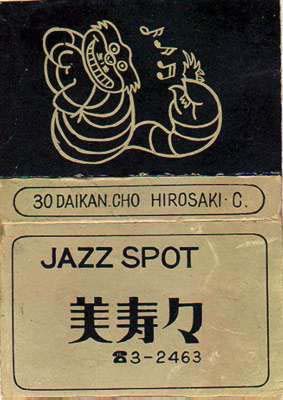 30 DAIKAN.CHO HIROSAKI・C.
JAZZ SPOT
美寿々
☎3-2463